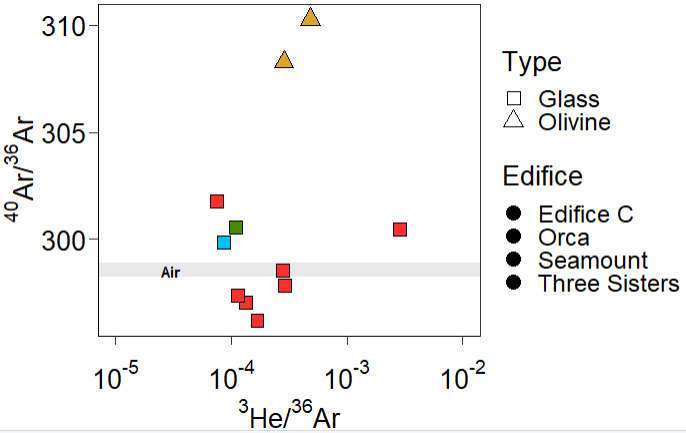 310
305
300
⁴⁰Ar/³⁶Ar
Air
10⁻⁵ 10⁻⁴ 10⁻³ 10⁻²
³He/³⁶Ar
Type
Glass
Olivine
Edifice
Edifice C
Orca
Seamount
Three Sisters